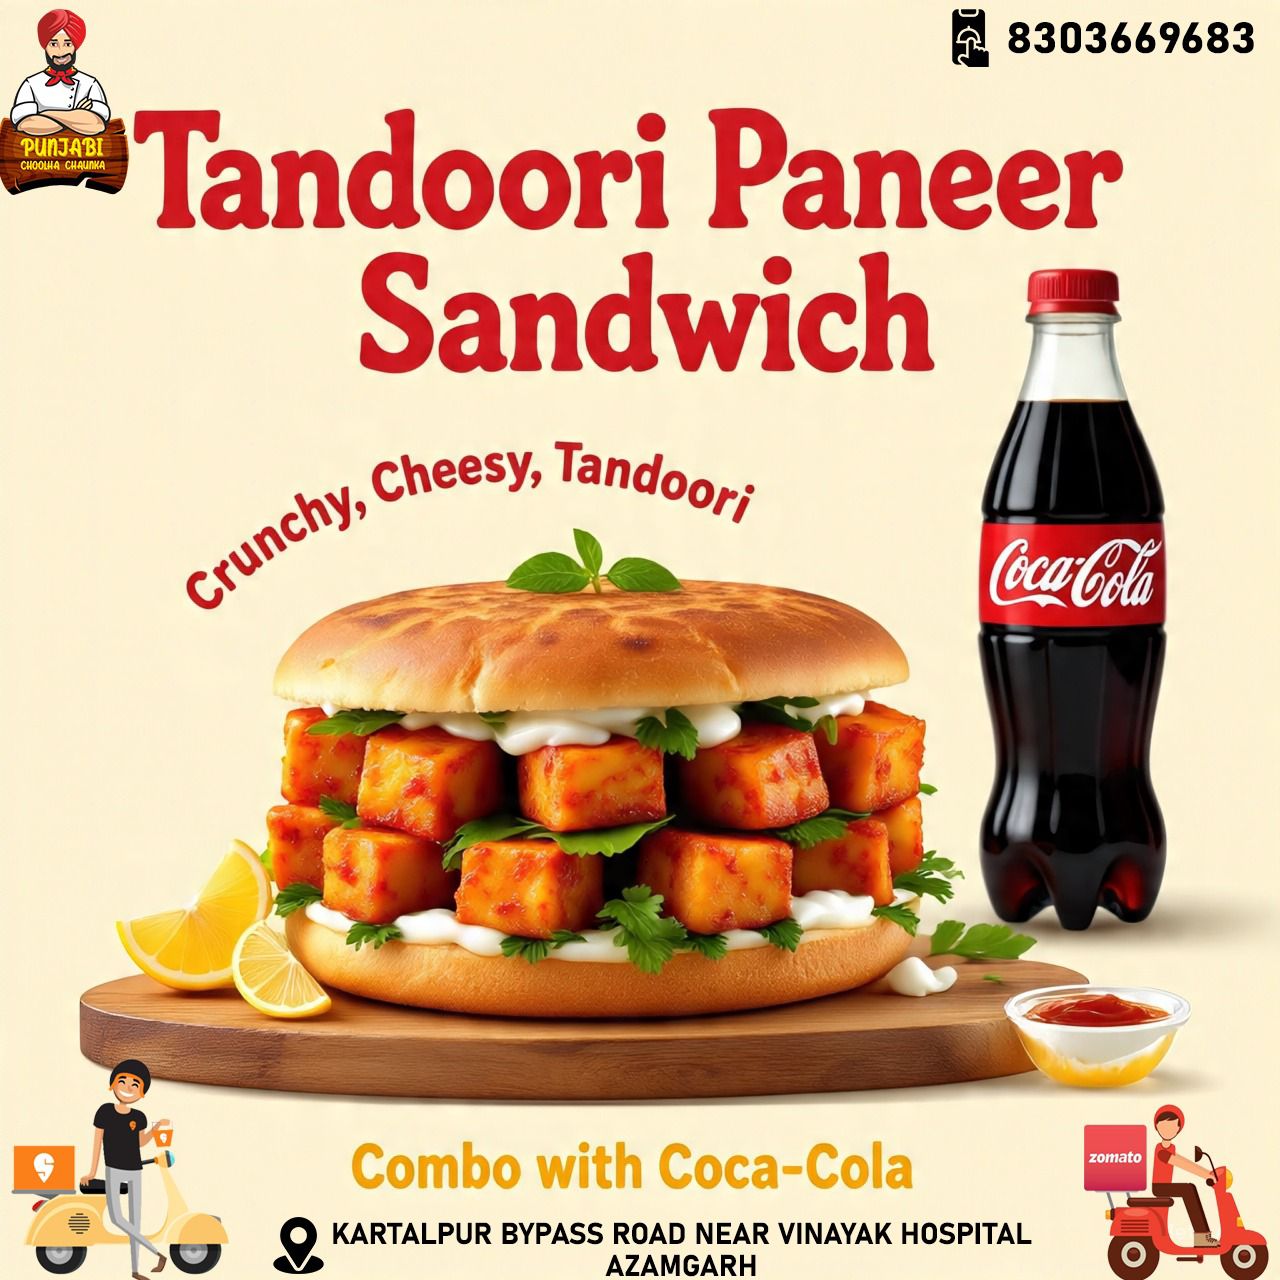 8303669683
PUNJABI
CHOOLHA CHAUNKA
Tandoori Paneer
Sandwich
Crunchy, Cheesy, Tandoori
Coca-Cola
zomato
Combo with Coca-Cola
KARTALPUR BYPASS ROAD NEAR VINAYAK HOSPITAL
AZAMGARH